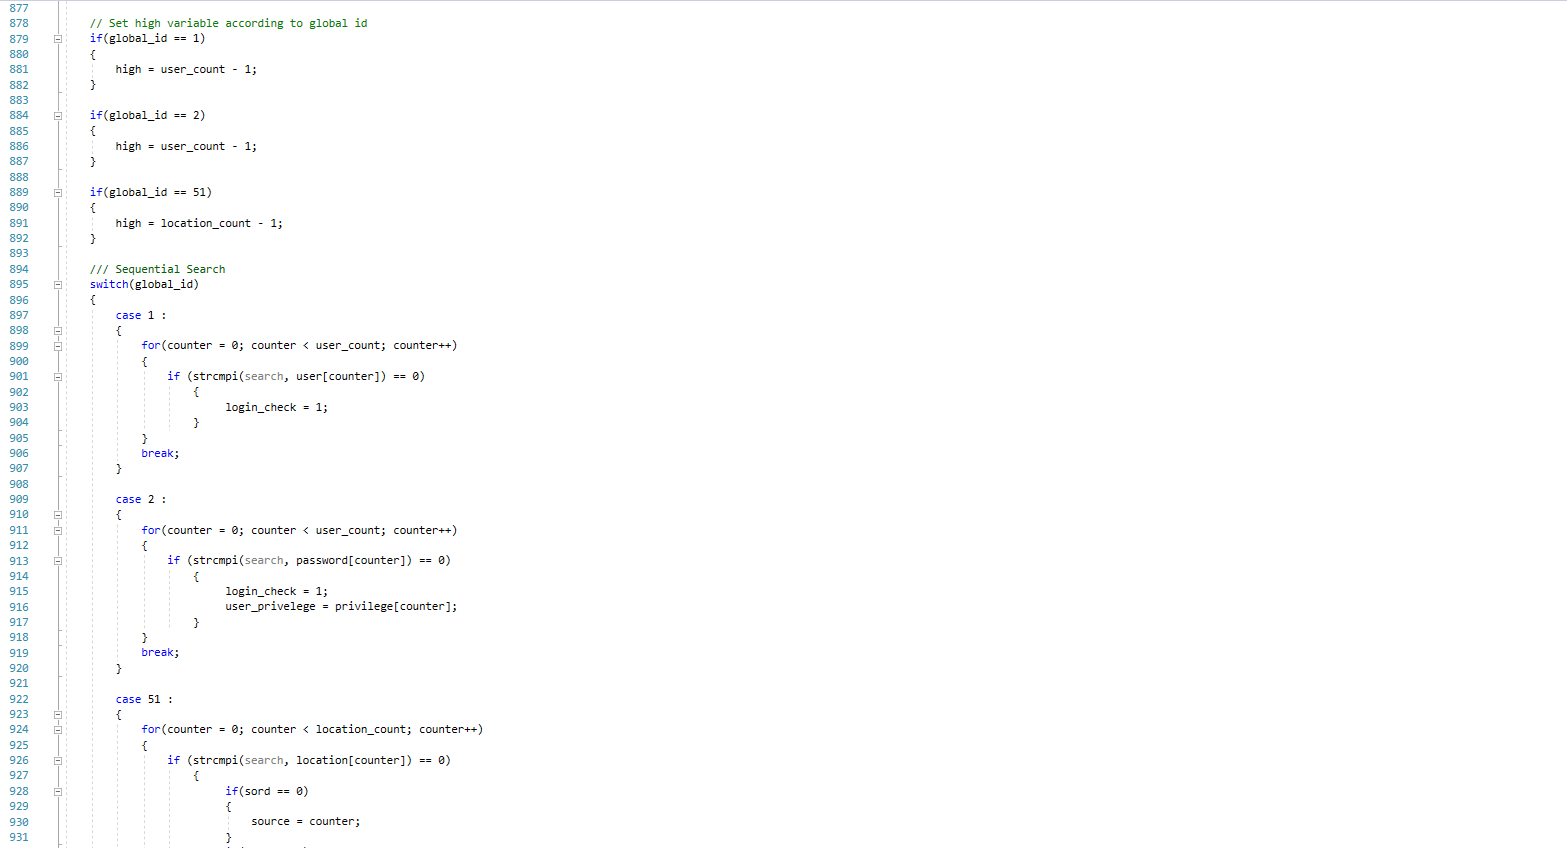 877
878 // Set high variable according to global id
879 if(global_id == 1)
880 {
881 high = user_count - 1;
882 }
883
884 if(global_id == 2)
885 {
886 high = user_count - 1;
887 }
888
889 if(global_id == 51)
890 {
891 high = location_count - 1;
892 }
893
894 /// Sequential Search
895 switch(global_id)
896 {
897 case 1 :
898 {
899 for(counter = 0; counter < user_count; counter++)
900 {
901 if (strcmpi(search, user[counter]) == 0)
902 {
903 login_check = 1;
904 }
905 }
906 break;
907 }
908
909 case 2 :
910 {
911 for(counter = 0; counter < user_count; counter++)
912 {
913 if (strcmpi(search, password[counter]) == 0)
914 {
915 login_check = 1;
916 user_privelege = privilege[counter];
917 }
918 }
919 break;
920 }
921
922 case 51 :
923 {
924 for(counter = 0; counter < location_count; counter++)
925 {
926 if (strcmpi(search, location[counter]) == 0)
927 {
928 if(sord == 0)
929 {
930 source = counter;
931 }